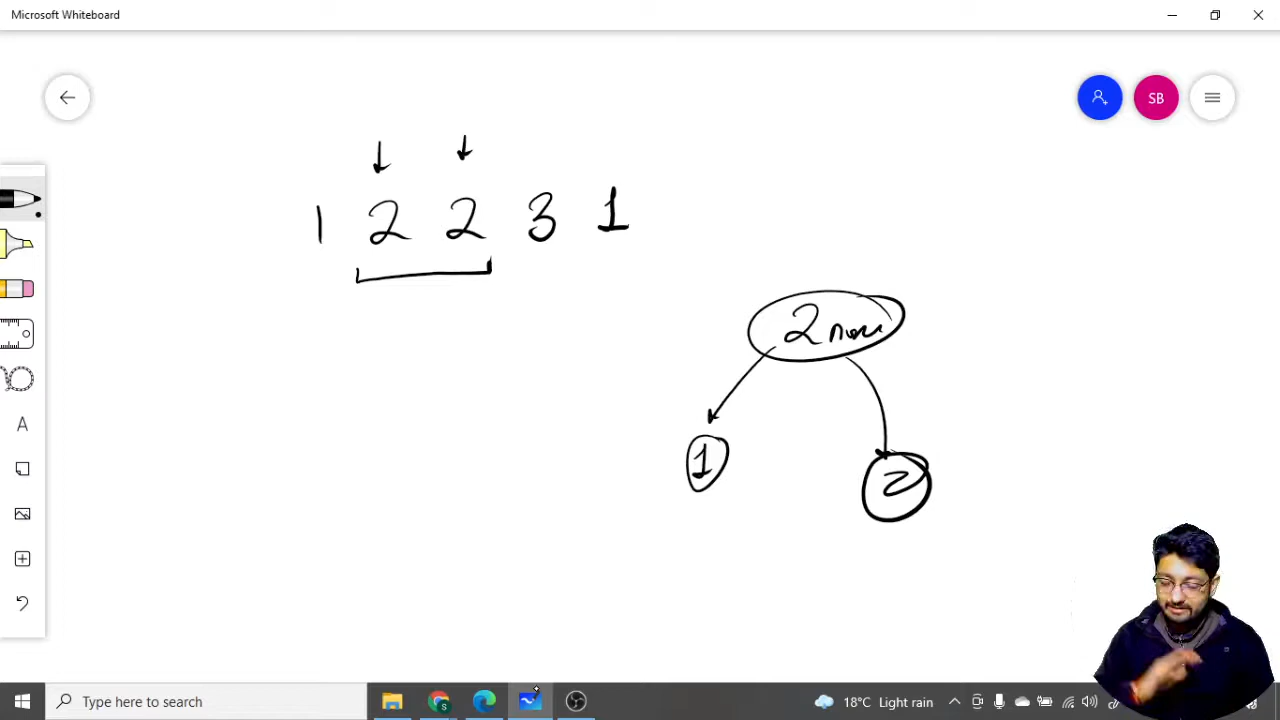 Microsoft Whiteboard
SB
1 2 2 3 1
2
1
2
A
Type here to search
18°C Light rain